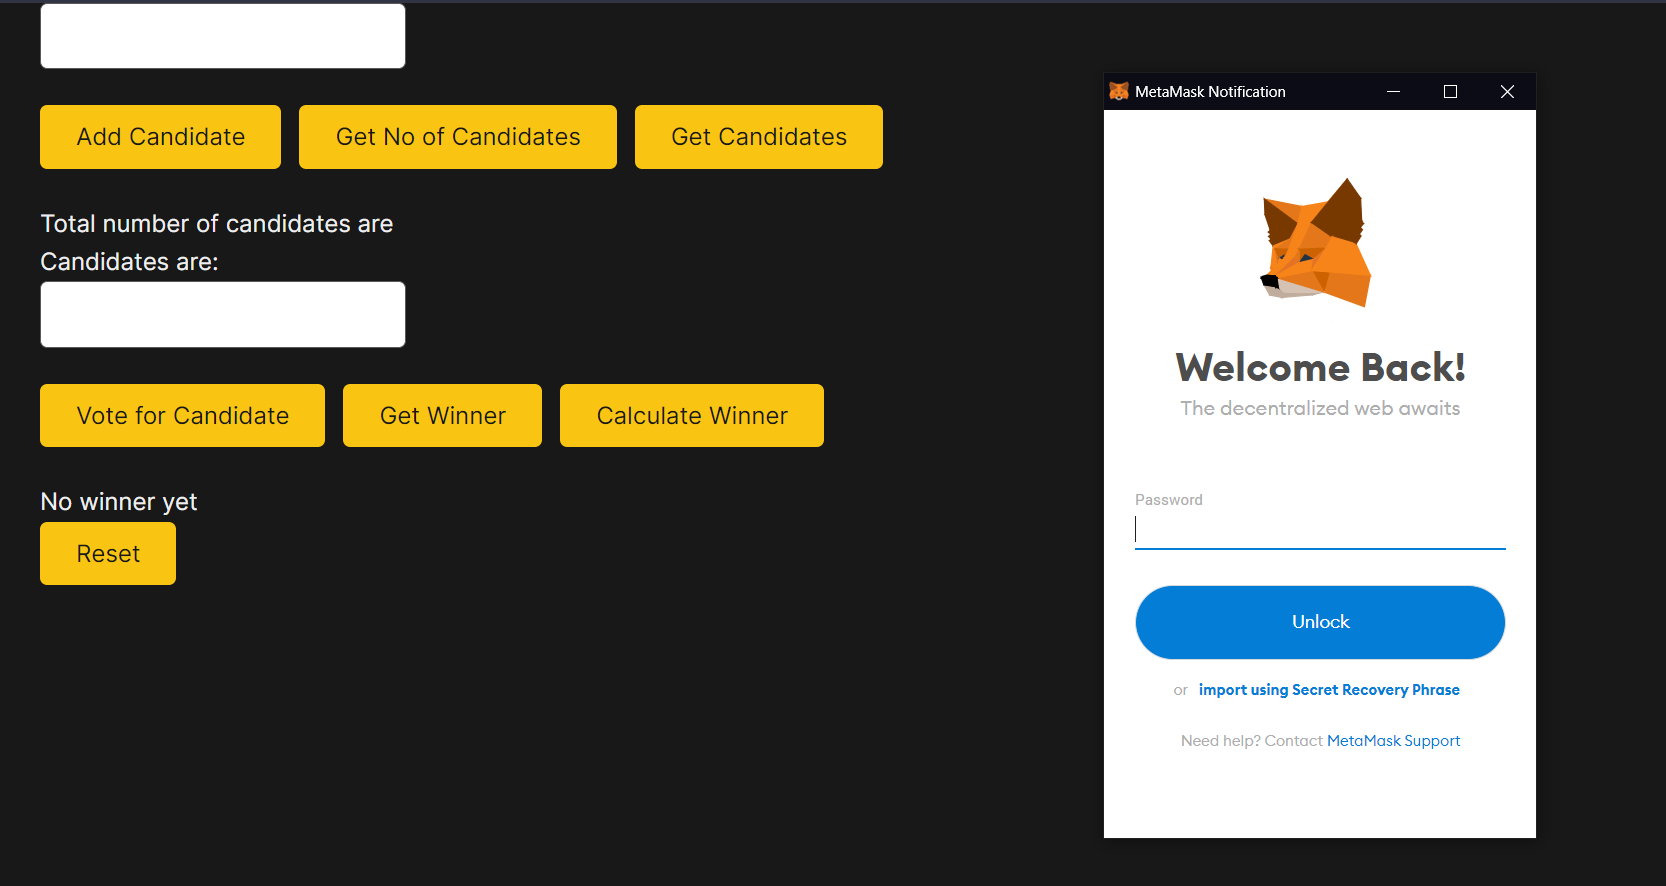 Add Candidate
Get No of Candidates
Get Candidates
Total number of candidates are
Candidates are:
Vote for Candidate
Get Winner
Calculate Winner
No winner yet
Reset
MetaMask Notification
Welcome Back!
The decentralized web awaits
Password
Unlock
or import using Secret Recovery Phrase
Need help? Contact MetaMask Support